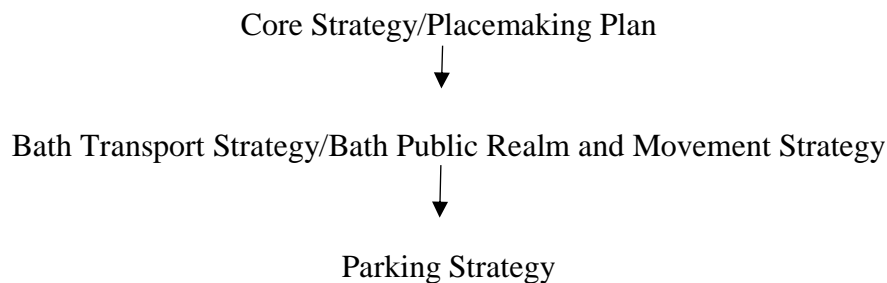 Core Strategy/Placemaking Plan
Bath Transport Strategy/Bath Public Realm and Movement Strategy
Parking Strategy